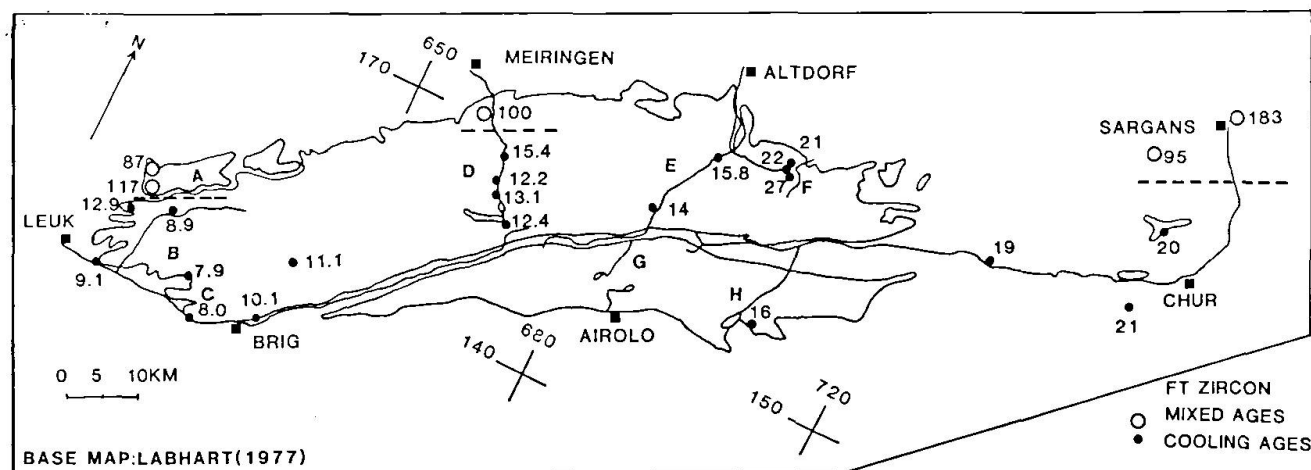 N
650
170
MEIRINGEN
ALTDORF
100
SARGANS
183
95
87
117
A
12.9
8.9
LEUK
B
9.1
7.9
C
8.0
10.1
BRIG
11.1
D
15.4
12.2
13.1
12.4
E
15.8
14
21
22
27
F
G
H
16
AIROLO
19
20
CHUR
21
680
140
720
150
0 5 10KM
FT ZIRCON
MIXED AGES
COOLING AGES
BASE MAP:LABHART(1977)